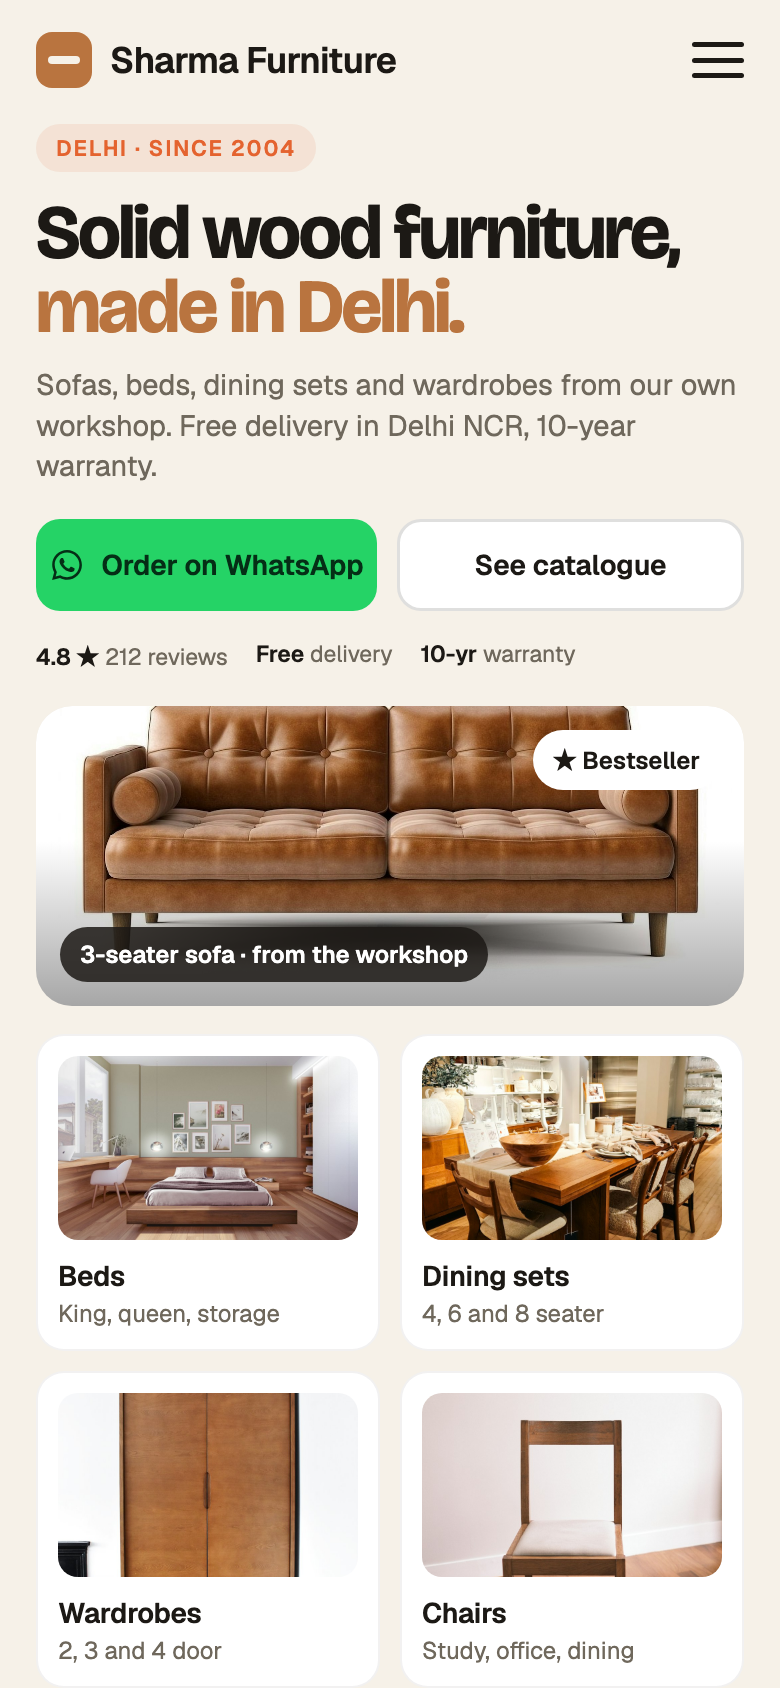 Sharma Furniture
DELHI · SINCE 2004
Solid wood furniture,
made in Delhi.
Sofas, beds, dining sets and wardrobes from our own
workshop. Free delivery in Delhi NCR, 10-year
warranty.
Order on WhatsApp
See catalogue
4.8 ★ 212 reviews
Free delivery
10-yr warranty
★ Bestseller
3-seater sofa · from the workshop
Beds
King, queen, storage
Dining sets
4, 6 and 8 seater
Wardrobes
2, 3 and 4 door
Chairs
Study, office, dining